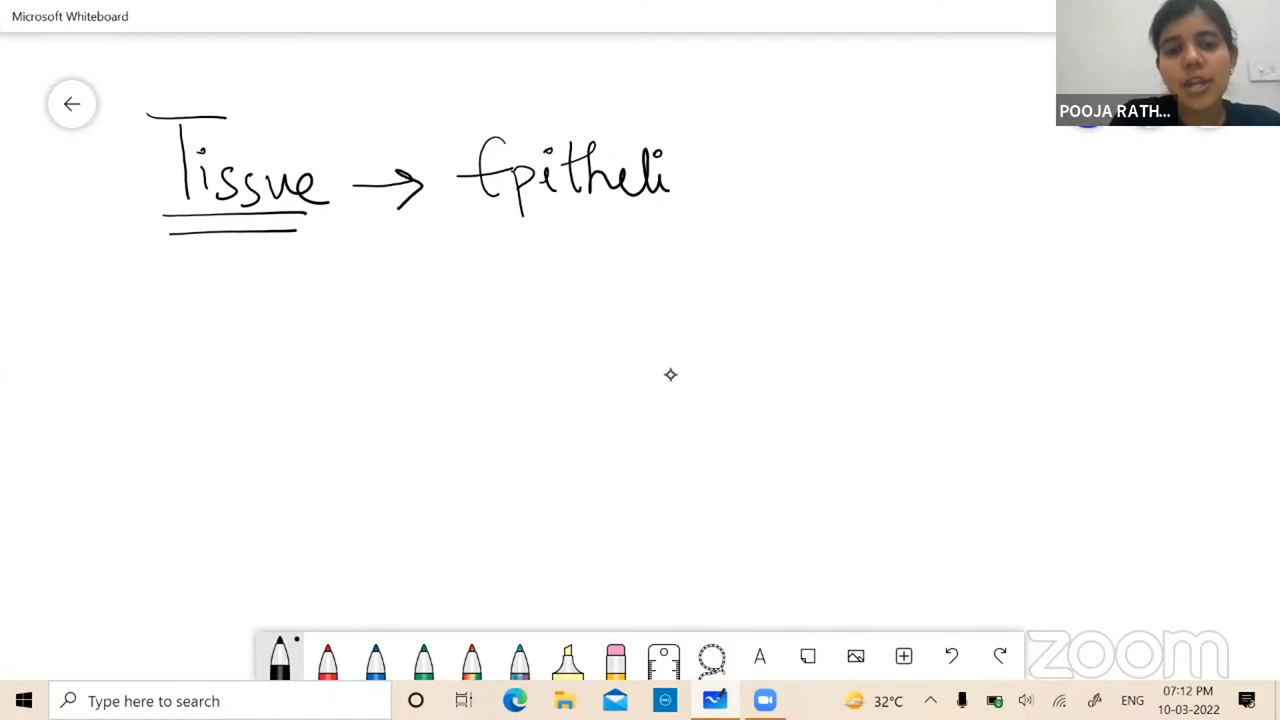 Microsoft Whiteboard
POOJA RATH...
Tissue → Epitheli
A
zoom
Type here to search
32°C
ENG
07:12 PM
10-03-2022